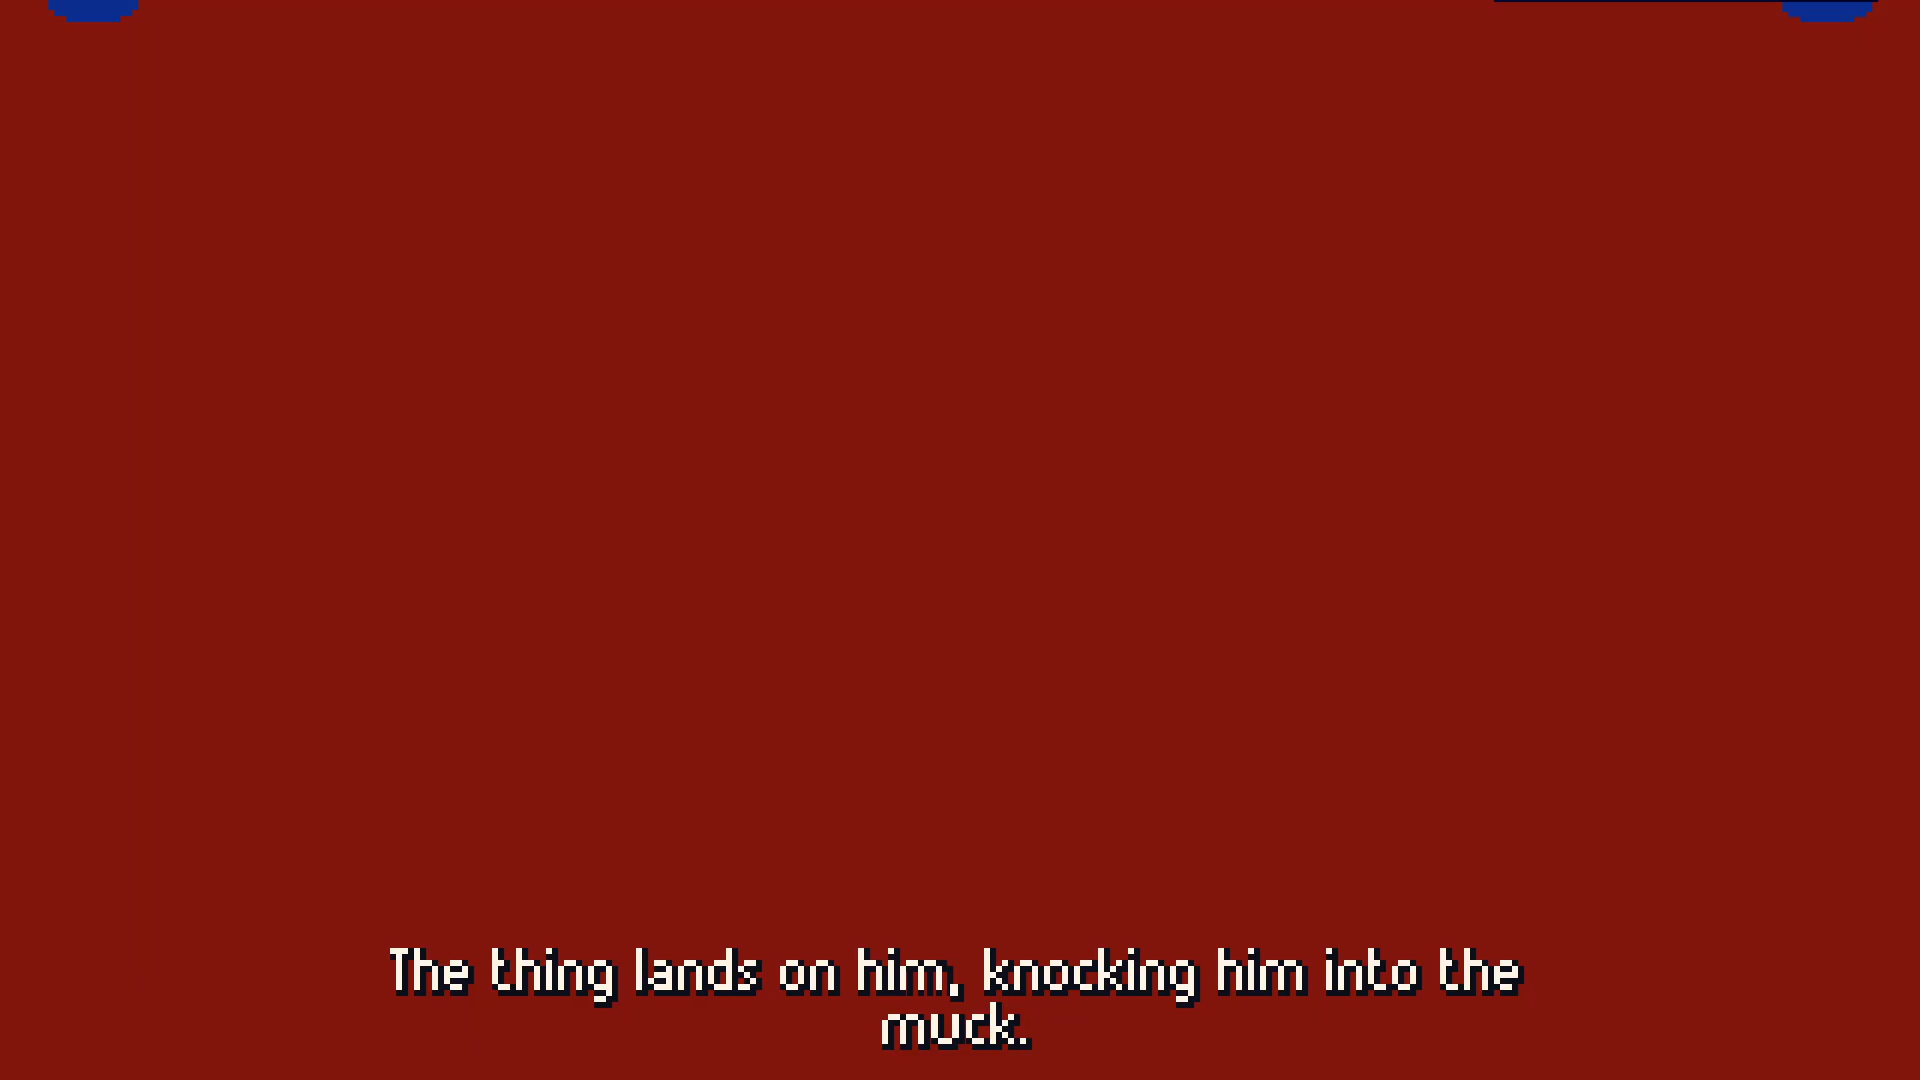 The thing lands on him, knocking him into the
muck.